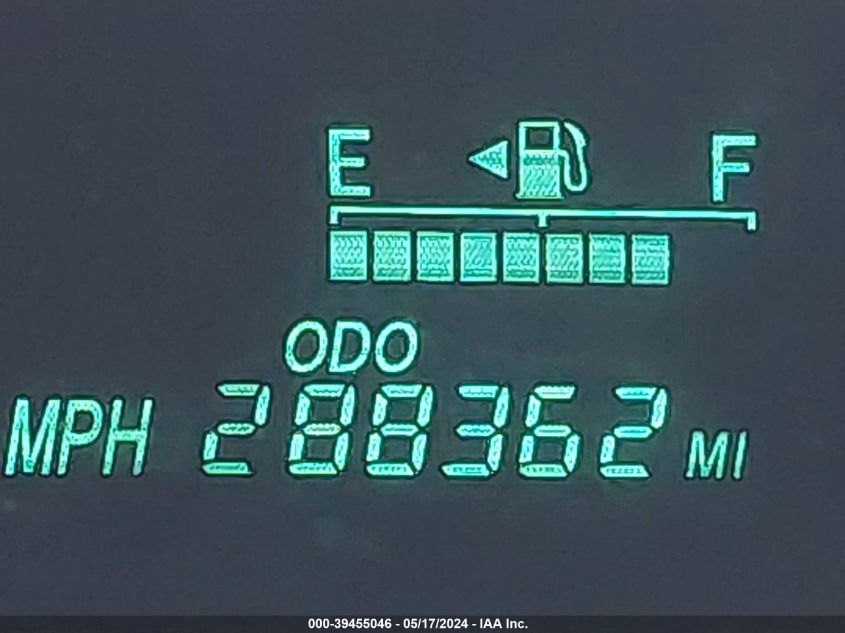 E F
ODO
MPH 288362 MI
000-39455046 - 05/17/2024 - IAA Inc.